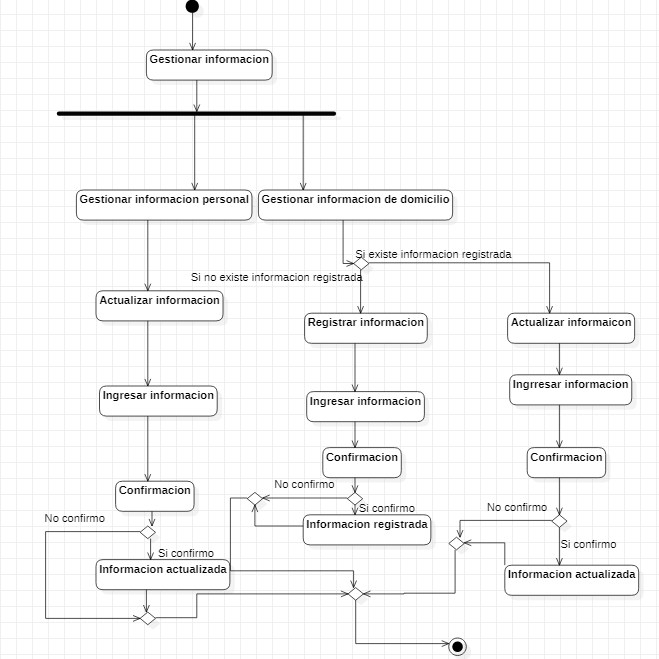 Gestionar informacion
Gestionar informacion personal
Gestionar informacion de domicilio
Si existe informacion registrada
Si no existe informacion registrada
Actualizar informacion
Registrar informacion
Actualizar informaicon
Ingresar informacion
Ingresar informacion
Ingrresar informacion
Confirmacion
Confirmacion
Confirmacion
No confirmo
Si confirmo
No confirmo
Si confirmo
No confirmo
Si confirmo
Informacion registrada
Informacion actualizada
Informacion actualizada